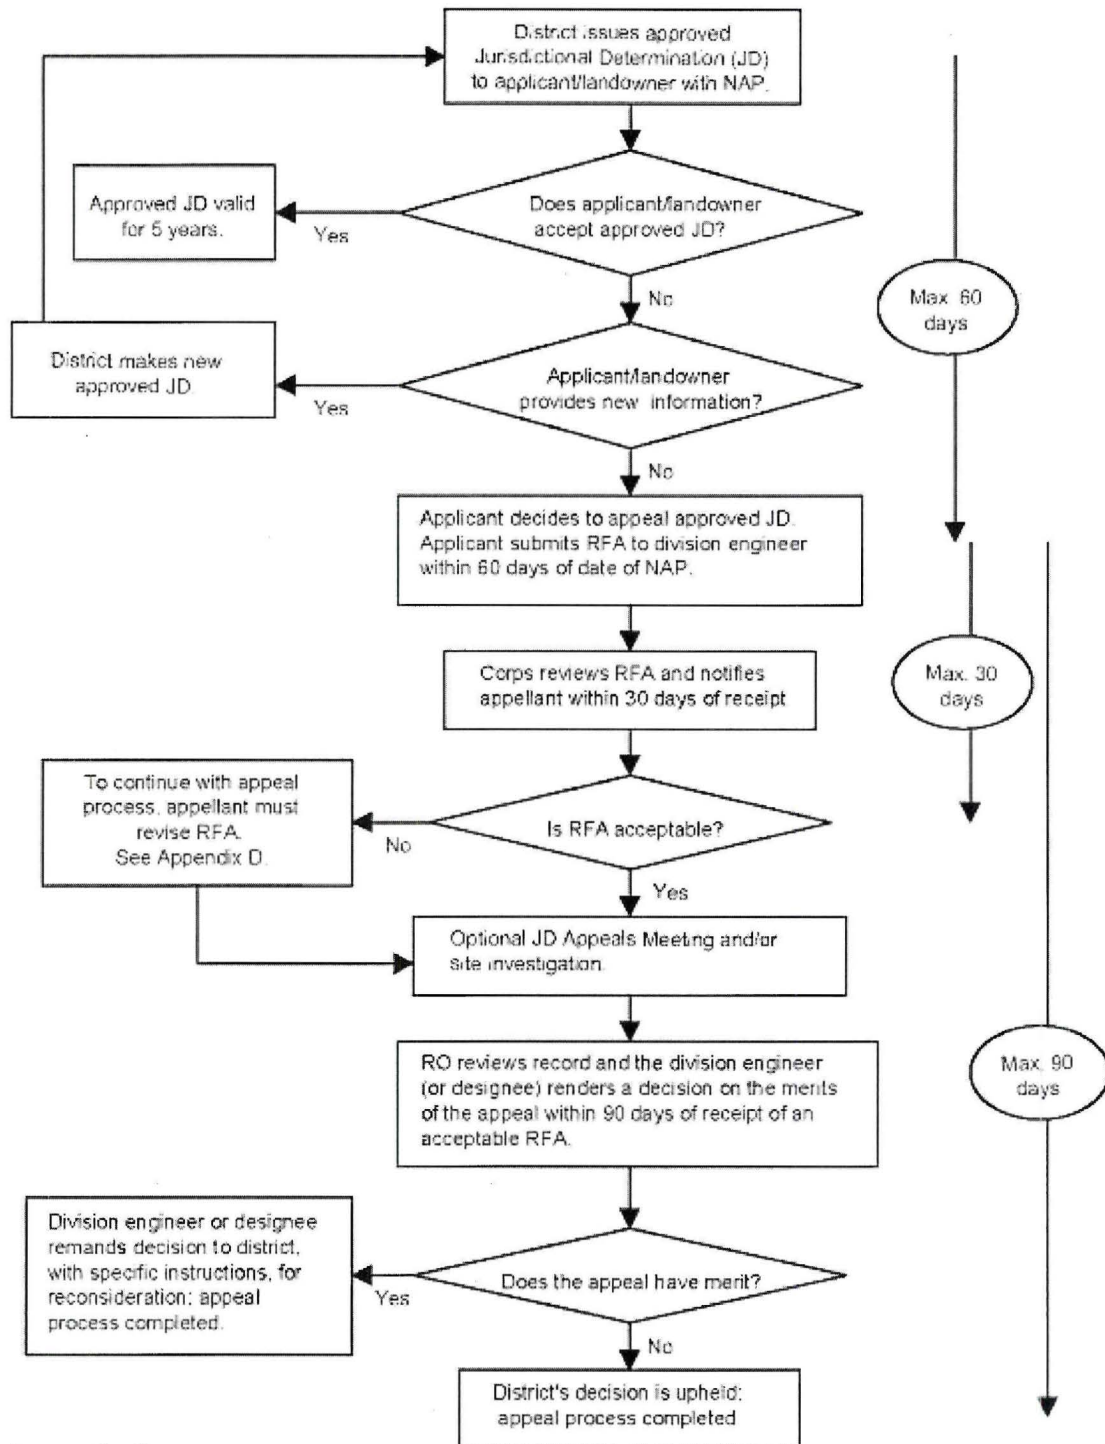 District issues approved
Jurisdictional Determination (JD)
to applicant/landowner with NAP.
Does applicant/landowner
accept approved JD?
Yes
Approved JD valid
for 5 years.
No
Max. 60
days
Applicant/landowner
provides new information?
Yes
District makes new
approved JD.
No
Applicant decides to appeal approved JD.
Applicant submits RFA to division engineer
within 60 days of date of NAP.
Corps reviews RFA and notifies
appellant within 30 days of receipt
Max. 30
days
Is RFA acceptable?
No
To continue with appeal
process, appellant must
revise RFA.
See Appendix D.
Yes
Optional JD Appeals Meeting and/or
site investigation.
RO reviews record and the division engineer
(or designee) renders a decision on the merits
of the appeal within 90 days of receipt of an
acceptable RFA.
Max. 90
days
Does the appeal have merit?
Yes
Division engineer or designee
remands decision to district,
with specific instructions, for
reconsideration; appeal
process completed.
No
District's decision is upheld;
appeal process completed